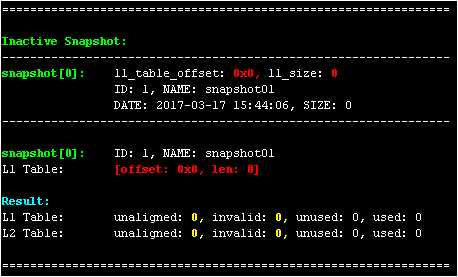 ================================================================
Inactive Snapshot:
----------------------------------------------------------------
snapshot[0]: l1_table_offset: 0x0, l1_size: 0
ID: 1, NAME: snapshot01
DATE: 2017-03-17 15:44:06, SIZE: 0
----------------------------------------------------------------
snapshot[0]: ID: 1, NAME: snapshot01
L1 Table: [offset: 0x0, len: 0]
Result:
L1 Table: unaligned: 0, invalid: 0, unused: 0, used: 0
L2 Table: unaligned: 0, invalid: 0, unused: 0, used: 0
================================================================